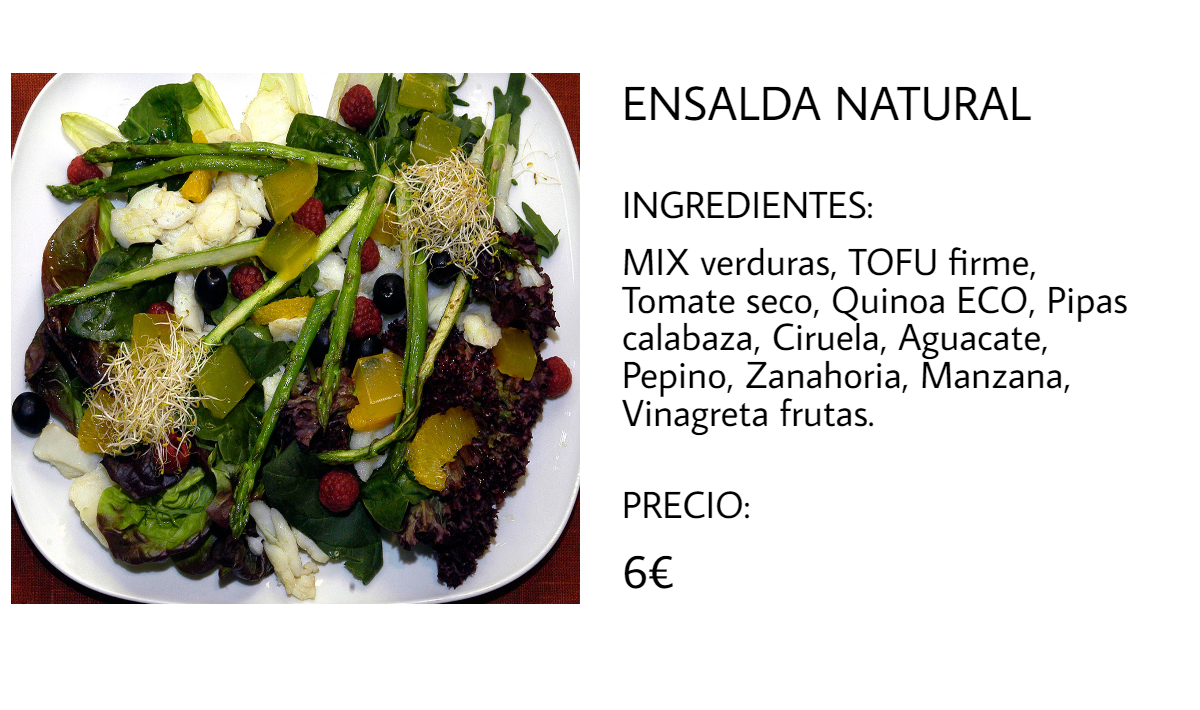 ENSALDA NATURAL
INGREDIENTES:
MIX verduras, TOFU firme,
Tomate seco, Quinoa ECO, Pipas
calabaza, Ciruela, Aguacate,
Pepino, Zanahoria, Manzana,
Vinagreta frutas.
PRECIO:
6€